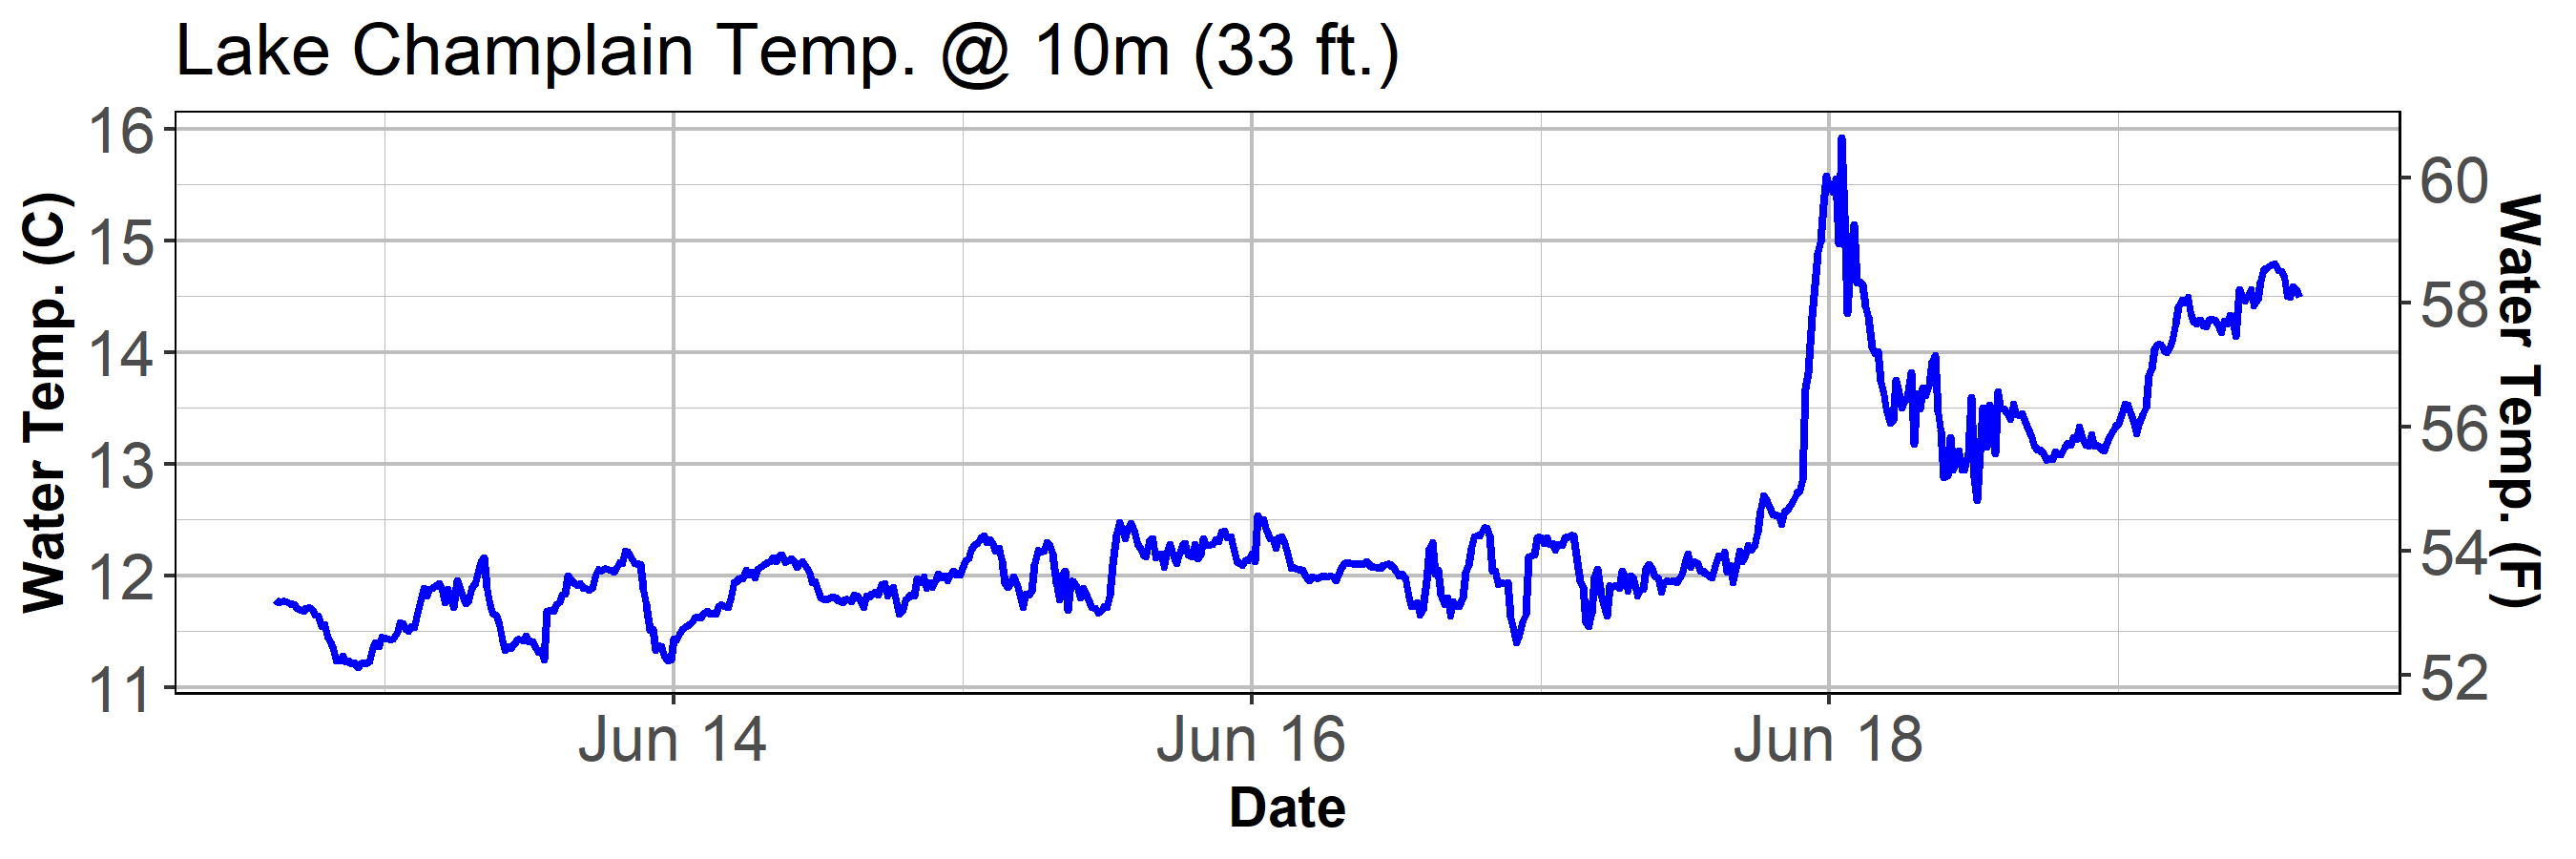 Lake Champlain Temp. @ 10m (33 ft.)
Water Temp. (C)
16
15
14
13
12
11
60
58
56
54
52
Water Temp. (F)
Jun 14 Jun 16 Jun 18
Date